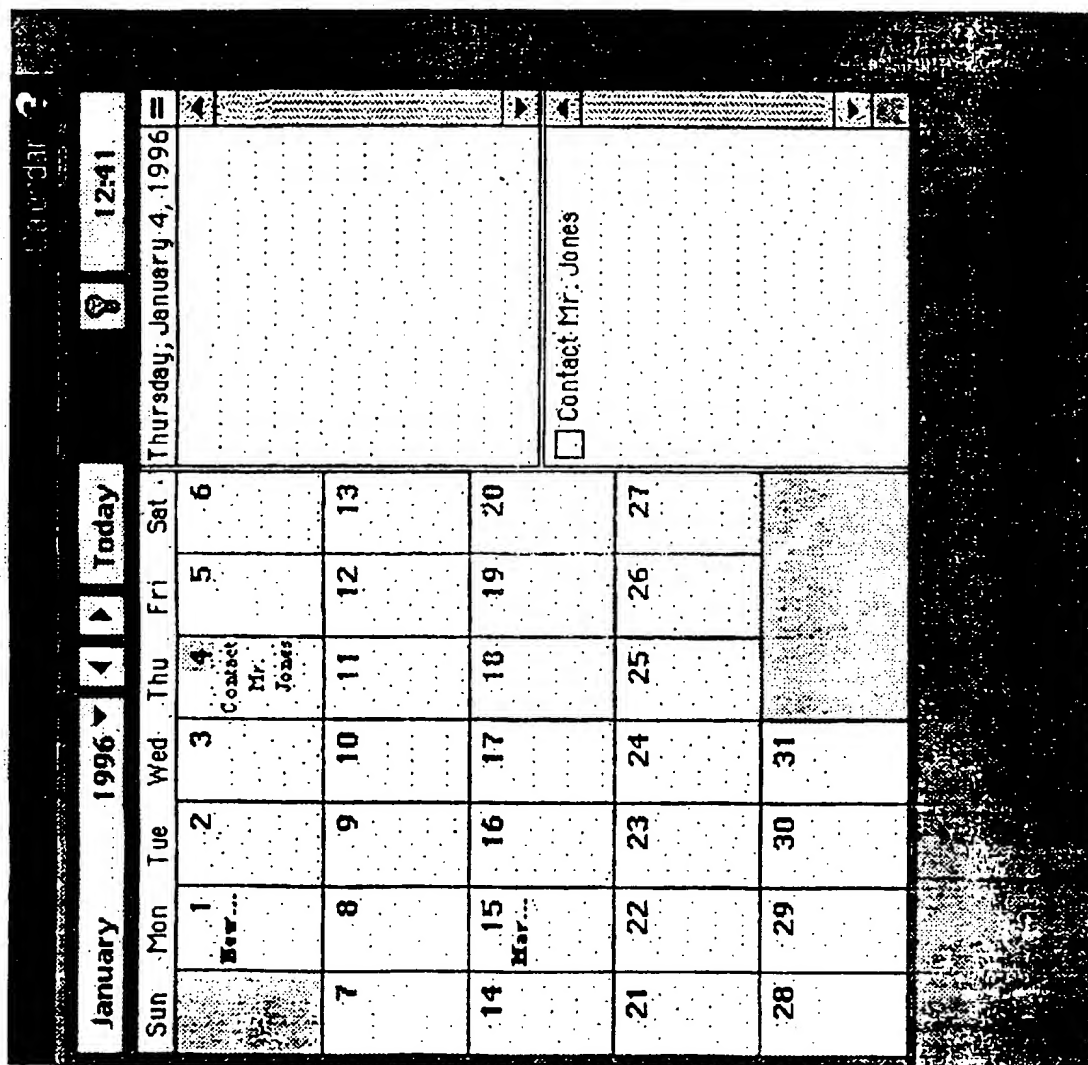 Calendar ?
January 1996 Today 12:41
Sun Mon Tue Wed Thu Fri Sat
Thursday, January 4, 1996
1 2 3 4 5 6
New...
Contact
Mr.
Jones
7 8 9 10 11 12 13
14 15 16 17 18 19 20
Mar...
21 22 23 24 25 26 27
28 29 30 31
Contact Mr. Jones